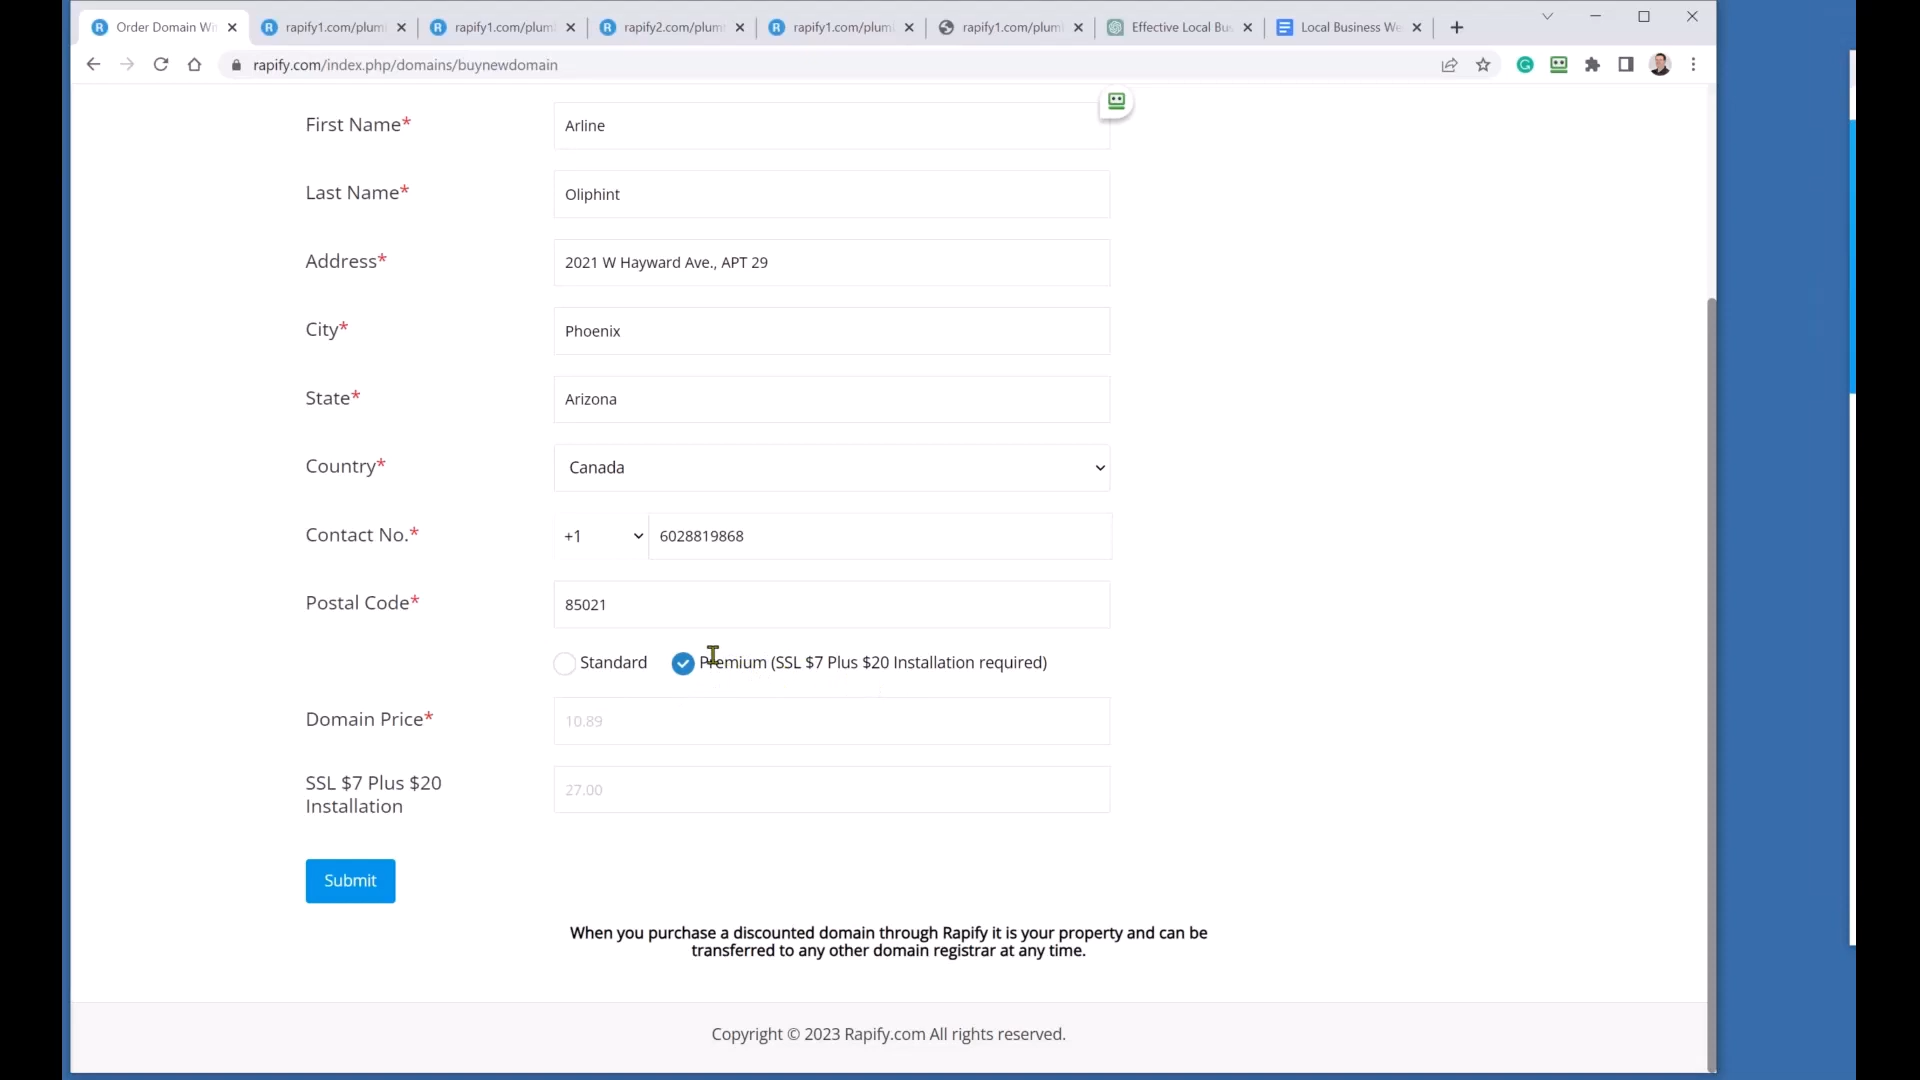 Order Domain Wi
rapify1.com/plum
rapify1.com/plum
rapify2.com/plum
rapify1.com/plum
rapify1.com/plum
Effective Local Bus
Local Business We
rapify.com/index.php/domains/buynewdomain
First Name*
Arline
Last Name*
Oliphint
Address*
2021 W Hayward Ave., APT 29
City*
Phoenix
State*
Arizona
Country*
Canada
Contact No.*
+1
6028819868
Postal Code*
85021
Standard
Premium (SSL $7 Plus $20 Installation required)
Domain Price*
10.89
SSL $7 Plus $20
Installation
27.00
Submit
When you purchase a discounted domain through Rapify it is your property and can be
transferred to any other domain registrar at any time.
Copyright © 2023 Rapify.com All rights reserved.